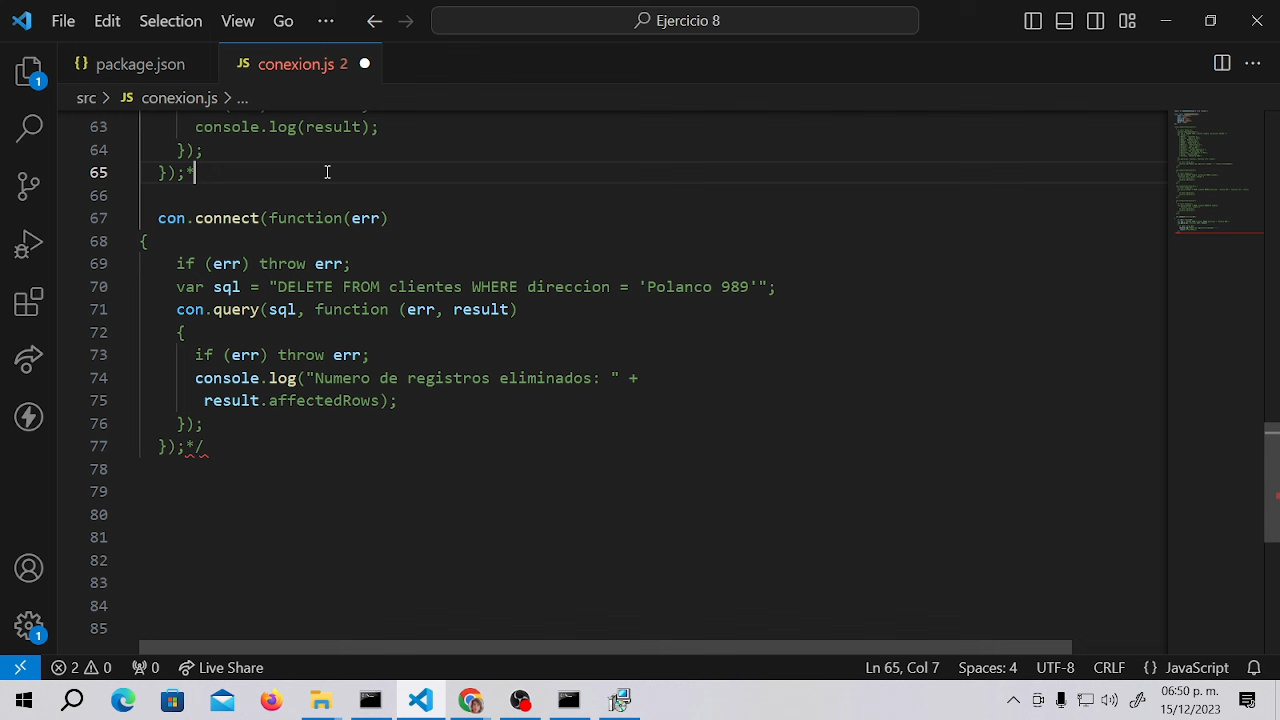 File Edit Selection View Go ··· Ejercicio 8
package.json JS conexion.js 2
src > JS conexion.js > ...
63 console.log(result);
64 });
65 });*
66
67 con.connect(function(err)
68 {
69 if (err) throw err;
70 var sql = "DELETE FROM clientes WHERE direccion = 'Polanco 989'";
71 con.query(sql, function (err, result)
72 {
73 if (err) throw err;
74 console.log("Numero de registros eliminados: " +
75 result.affectedRows);
76 });
77 });*/
78
79
80
81
82
83
84
85
1
1
2 0 0 Live Share Ln 65, Col 7 Spaces: 4 UTF-8 CRLF {} JavaScript
06:50 p. m.
15/12/2023